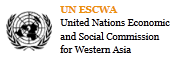 UN ESCWA
United Nations Economic
and Social Commission
for Western Asia